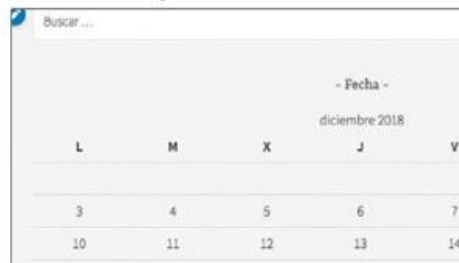 Buscar ...
- Fecha -
diciembre 2018
L M X J V
3 4 5 6 7
10 11 12 13 14